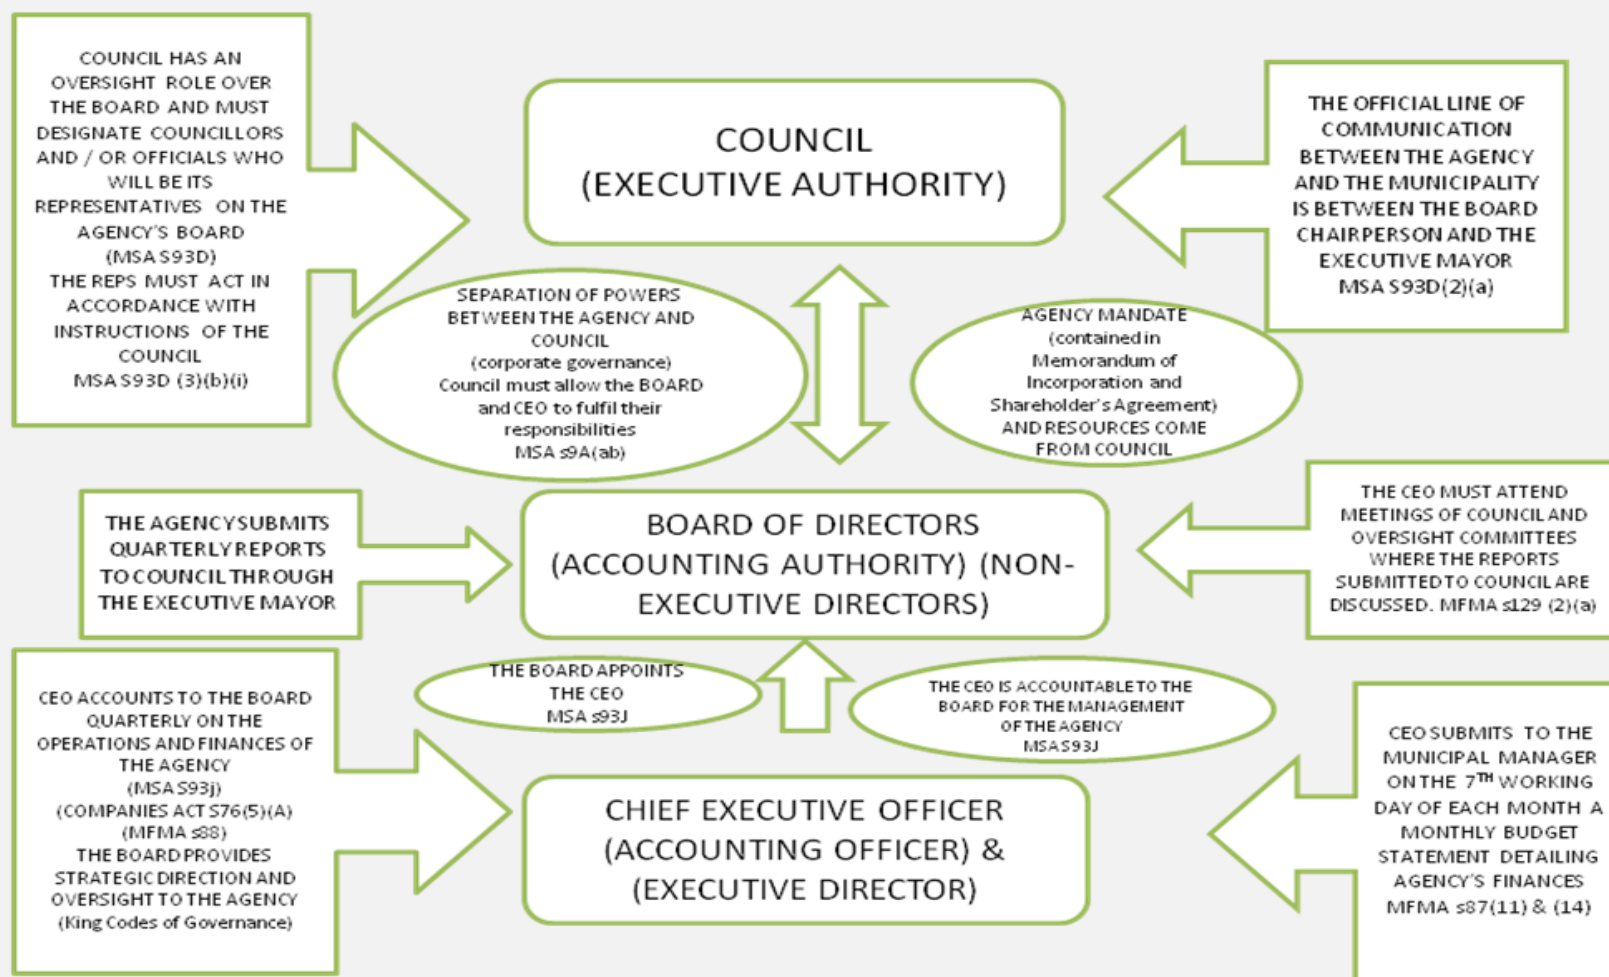 COUNCIL HAS AN
OVERSIGHT ROLE OVER
THE BOARD AND MUST
DESIGNATE COUNCILLORS
AND / OR OFFICIALS WHO
WILL BE ITS
REPRESENTATIVES ON THE
AGENCY'S BOARD
(MSA S93D)
THE REPS MUST ACT IN
ACCORDANCE WITH
INSTRUCTIONS OF THE
COUNCIL
MSA S93D (3)(b)(i)
COUNCIL
(EXECUTIVE AUTHORITY)
THE OFFICIAL LINE OF
COMMUNICATION
BETWEEN THE AGENCY
AND THE MUNICIPALITY
IS BETWEEN THE BOARD
CHAIRPERSON AND THE
EXECUTIVE MAYOR
MSA S93D(2)(a)
SEPARATION OF POWERS
BETWEEN THE AGENCY AND
COUNCIL
(corporate governance)
Council must allow the BOARD
and CEO to fulfil their
responsibilities
MSA s9A(ab)
AGENCY MANDATE
(contained in
Memorandum of
Incorporation and
Shareholder's Agreement)
AND RESOURCES COME
FROM COUNCIL
THE AGENCY SUBMITS
QUARTERLY REPORTS
TO COUNCIL THROUGH
THE EXECUTIVE MAYOR
BOARD OF DIRECTORS
(ACCOUNTING AUTHORITY) (NON-
EXECUTIVE DIRECTORS)
THE CEO MUST ATTEND
MEETINGS OF COUNCIL AND
OVERSIGHT COMMITTEES
WHERE THE REPORTS
SUBMITTED TO COUNCIL ARE
DISCUSSED. MFMA s129 (2)(a)
THE BOARD APPOINTS
THE CEO
MSA s93J
THE CEO IS ACCOUNTABLE TO THE
BOARD FOR THE MANAGEMENT
OF THE AGENCY
MSA S93J
CEO ACCOUNTS TO THE BOARD
QUARTERLY ON THE
OPERATIONS AND FINANCES OF
THE AGENCY
(MSA S93j)
(COMPANIES ACT S76(5)(A)
(MFMA s88)
THE BOARD PROVIDES
STRATEGIC DIRECTION AND
OVERSIGHT TO THE AGENCY
(King Codes of Governance)
CHIEF EXECUTIVE OFFICER
(ACCOUNTING OFFICER) &
(EXECUTIVE DIRECTOR)
CEO SUBMITS TO THE
MUNICIPAL MANAGER
ON THE 7TH WORKING
DAY OF EACH MONTH A
MONTHLY BUDGET
STATEMENT DETAILING
AGENCY'S FINANCES
MFMA s87(11) & (14)